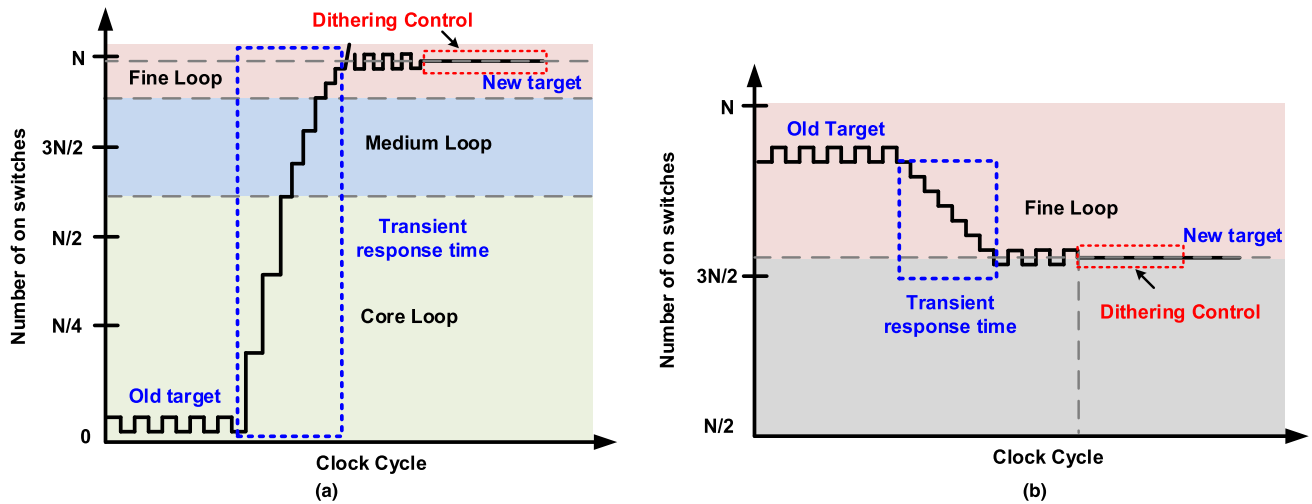 Dithering Control
N
Fine Loop
New target
3N/2
Medium Loop
N/2
Transient
response time
N/4
Core Loop
Old target
0
Number of on switches
Clock Cycle
(a)
N
Old Target
Fine Loop
New target
3N/2
Transient
response time
Dithering Control
N/2
Number of on switches
Clock Cycle
(b)